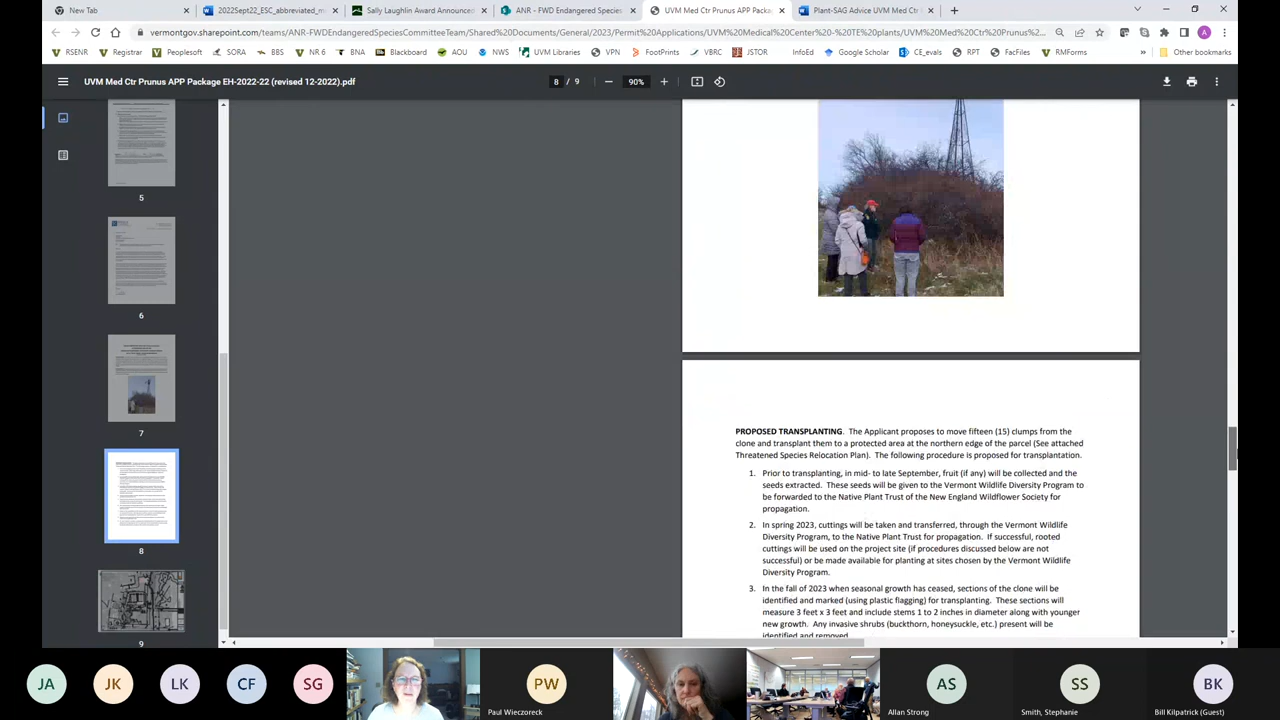 New Tab
2022Sept22_ESC_abbreviated_m
Sally Laughlin Award Announced
ANR - FWD Endangered Species
UVM Med Ctr Prunus APP Packa
Plant-SAG Advice UVM Med Ctr
vermontgov.sharepoint.com/teams/ANR-FWDEndangeredSpeciesCommitteeTeam/Shared%20Documents/General/2023/Permit%20Applications/UVM%20Medical%20Center%20-%20TE%20plants/UVM%20Med%20Ctr%20Prunus%...
RSENR
Registrar
Peoplesoft
SORA
BBS
NR 6
BNA
Blackboard
AOU
NWS
UVM Libraries
VPN
FootPrints
VBRC
JSTOR
InfoEd
Google Scholar
CE_evals
RPT
FacFiles
RMForms
Other bookmarks
UVM Med Ctr Prunus APP Package EH-2022-22 (revised 12-2022).pdf
8 / 9
90%
5
6
7
8
9
PROPOSED TRANSPLANTING. The Applicant proposes to move fifteen (15) clumps from the
clone and transplant them to a protected area at the northern edge of the parcel (See attached
Threatened Species Relocation Plan). The following procedure is proposed for transplantation.
1. Prior to transplanting, in mid- to late September, fruit (if any) will be collected and the
seeds extracted. These seeds will be given to the Vermont Wildlife Diversity Program to
be forwarded to the Native Plant Trust of the New England Wildflower Society for
propagation.
2. In spring 2023, cuttings will be taken and transferred, through the Vermont Wildlife
Diversity Program, to the Native Plant Trust for propagation. If successful, rooted
cuttings will be used on the project site (if procedures discussed below are not
successful) or be made available for planting at sites chosen by the Vermont Wildlife
Diversity Program.
3. In the fall of 2023 when seasonal growth has ceased, sections of the clone will be
identified and marked (using plastic flagging) for transplanting. These sections will
measure 3 feet x 3 feet and include stems 1 to 2 inches in diameter along with younger
new growth. Any invasive shrubs (buckthorn, honeysuckle, etc.) present will be
identified and removed.
JA
JK
LK
CF
SG
PW
Paul Wieczoreck
AS
Allan Strong
SS
Smith, Stephanie
BK
Bill Kilpatrick (Guest)